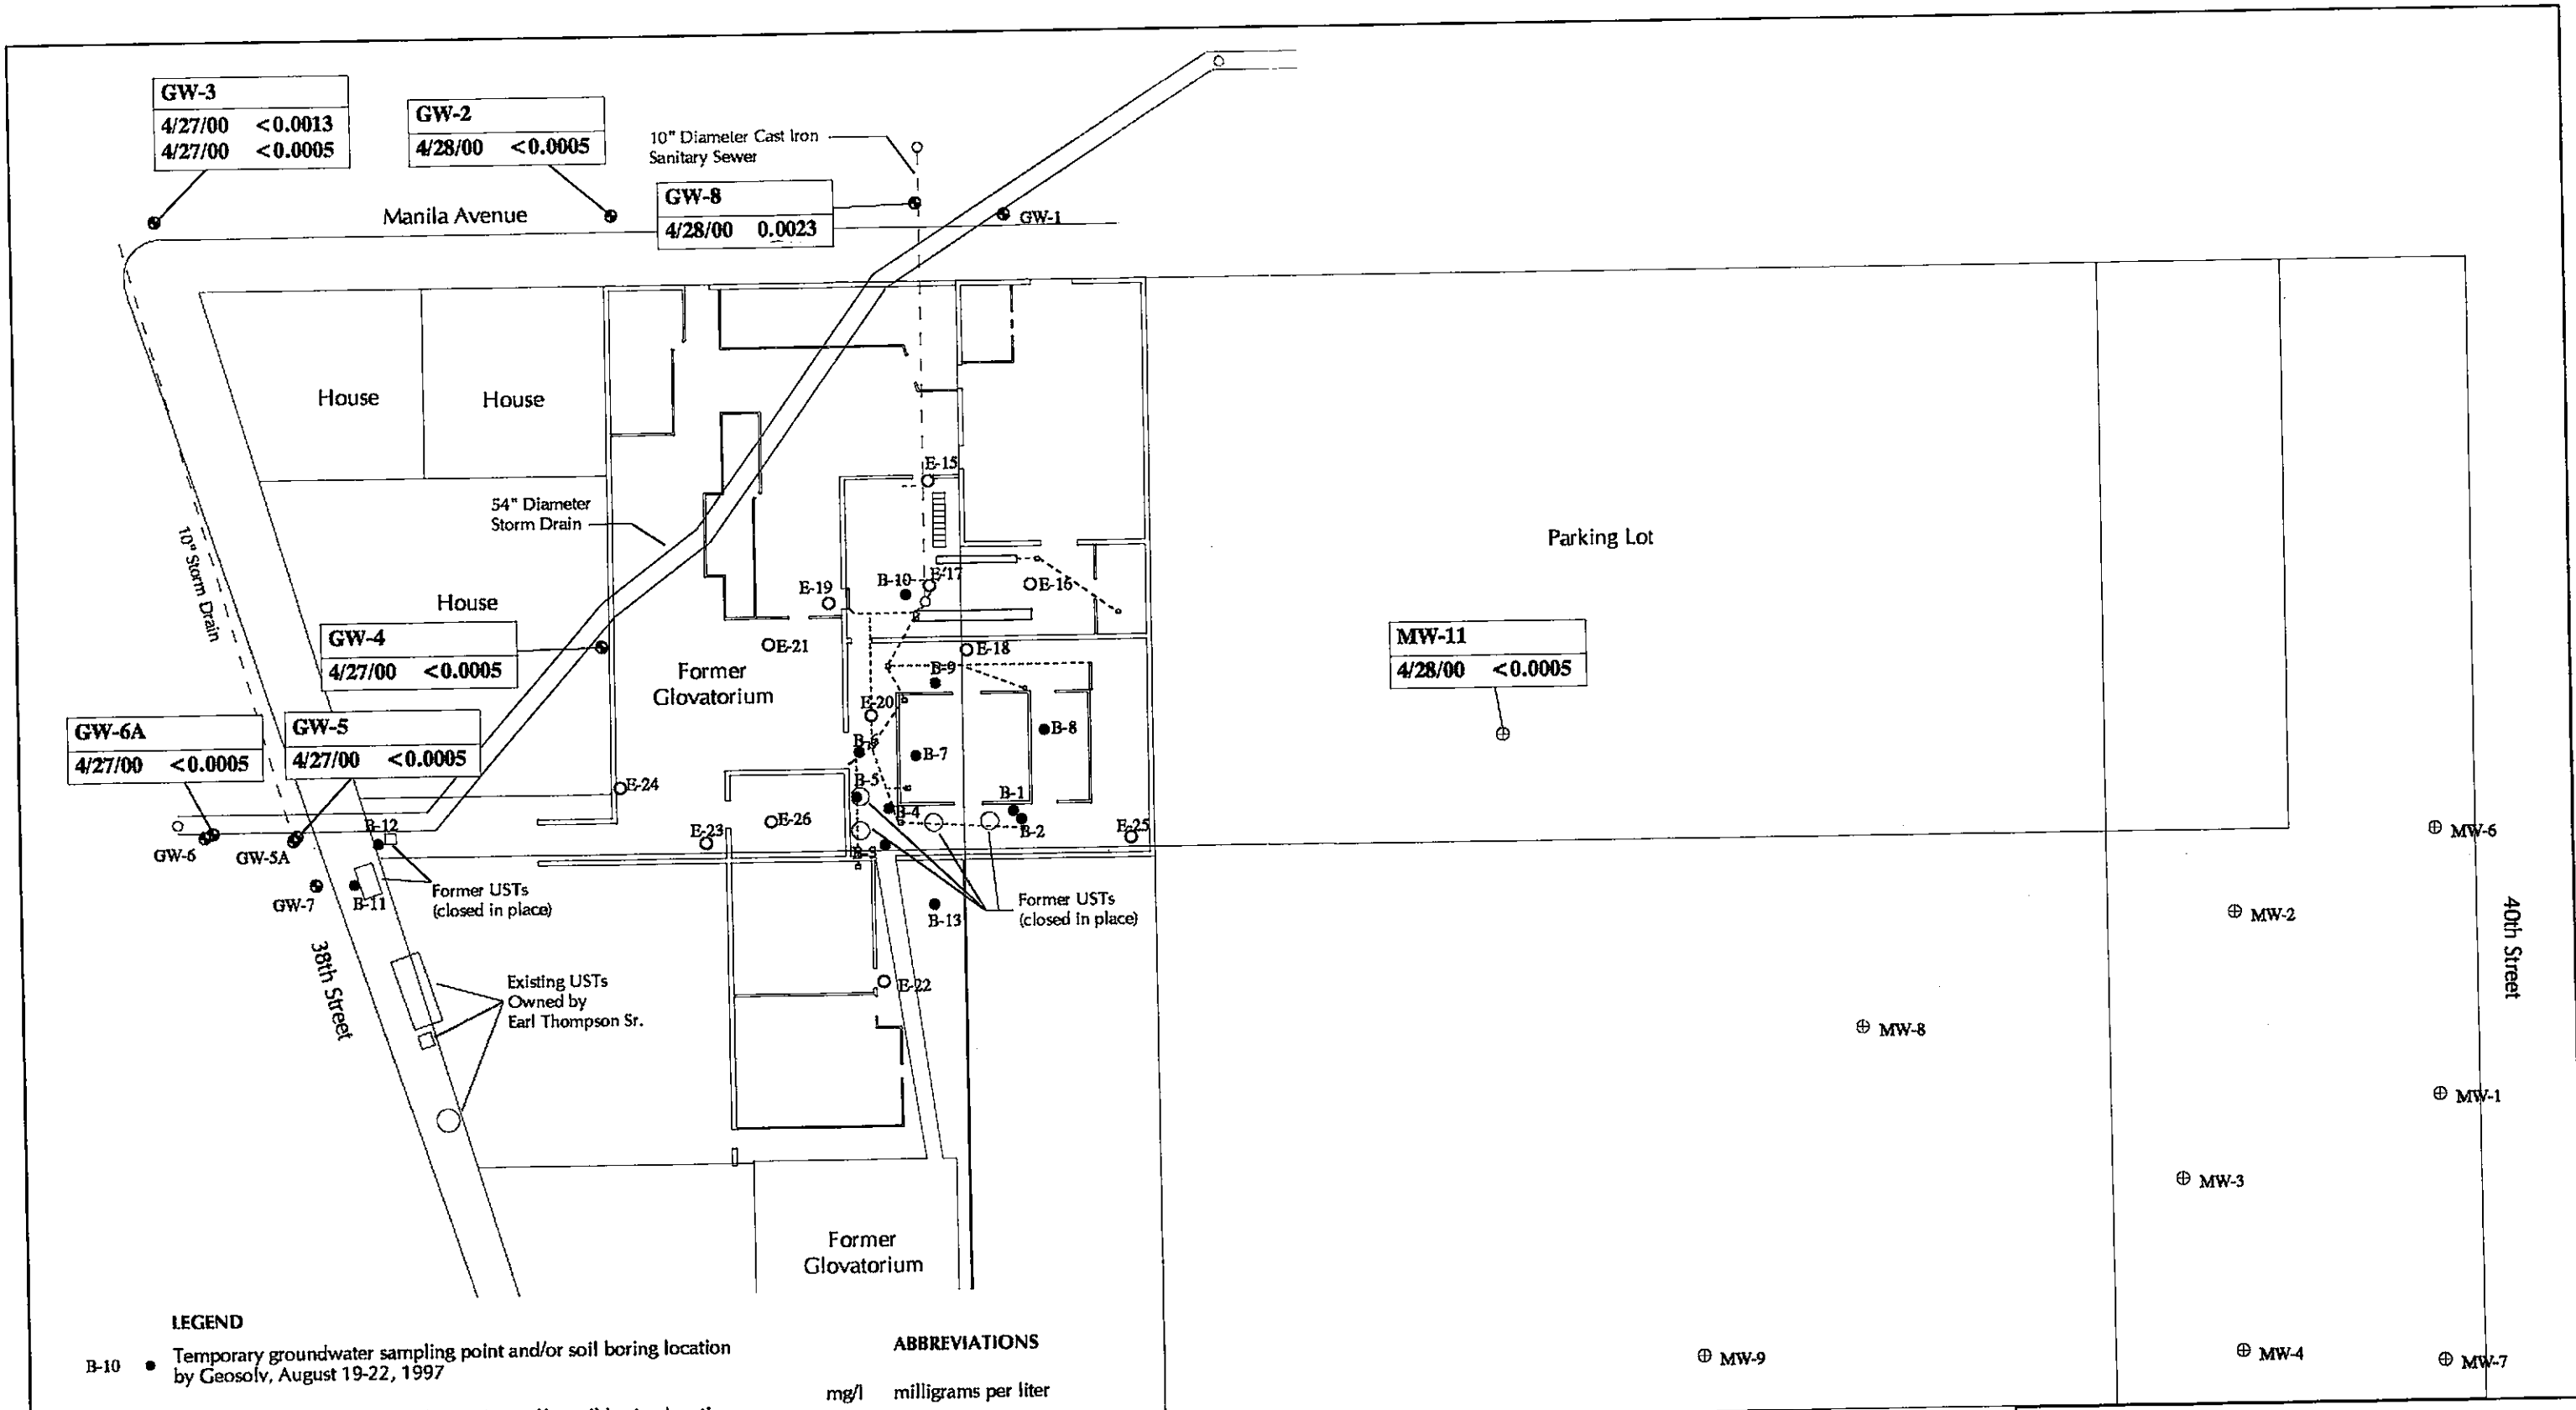 GW-3
4/27/00 <0.0013
4/27/00 <0.0005
GW-2
4/28/00 <0.0005
10" Diameter Cast Iron
Sanitary Sewer
GW-8
4/28/00 0.0023
Manila Avenue
GW-1
House
House
54" Diameter
Storm Drain
10" Storm Drain
House
E-15
Parking Lot
B-10
E-17
E-16
E-19
GW-4
4/27/00 <0.0005
E-21
E-18
Former
Glovatorium
B-9
MW-11
4/28/00 <0.0005
E-20
B-8
GW-6A
4/27/00 <0.0005
GW-5
4/27/00 <0.0005
B-7
B-5
E-24
B-1
B-4
B-2
E-26
E-23
E-25
B-12
MW-6
GW-6
GW-5A
B-3
Former USTs
(closed in place)
GW-7
B-11
Former USTs
(closed in place)
B-13
MW-2
40th Street
38th Street
Existing USTs
Owned by
Earl Thompson Sr.
E-22
MW-8
MW-1
MW-3
Former
Glovatorium
LEGEND
B-10 Temporary groundwater sampling point and/or soil boring location
by Geosolv, August 19-22, 1997
ABBREVIATIONS
mg/l milligrams per liter
MW-9
MW-4
MW-7